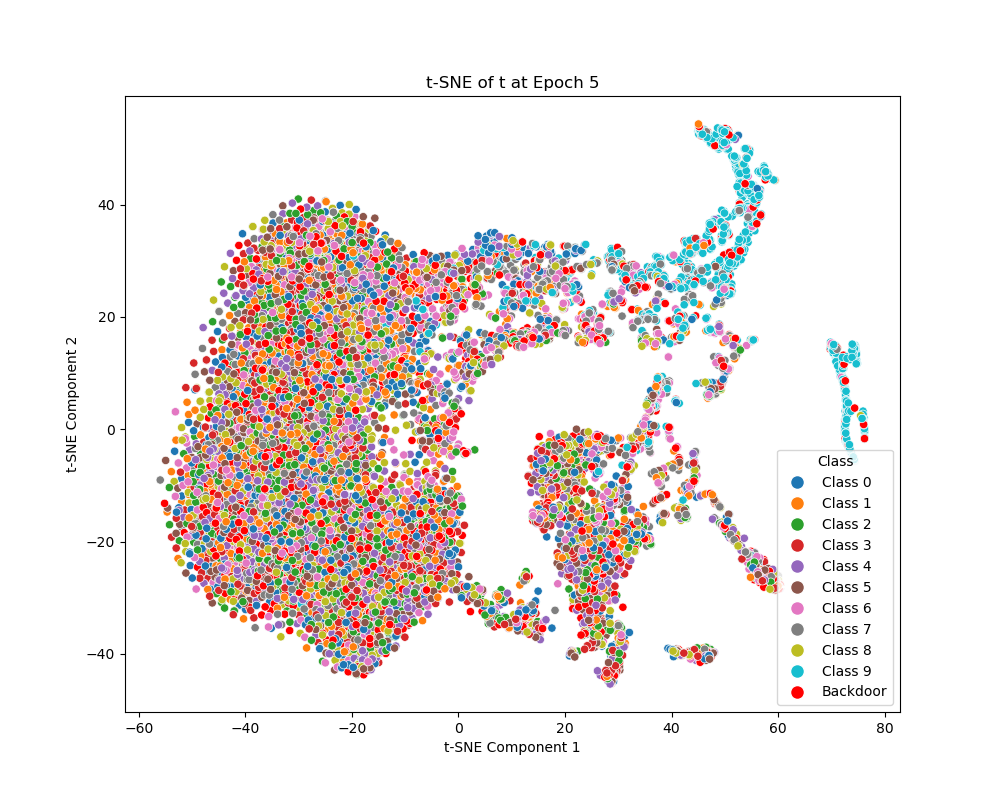 t-SNE of t at Epoch 5
t-SNE Component 2
40
20
0
−20
−40
−60
−40
−20
0
20
40
60
80
t-SNE Component 1
Class
Class 0
Class 1
Class 2
Class 3
Class 4
Class 5
Class 6
Class 7
Class 8
Class 9
Backdoor